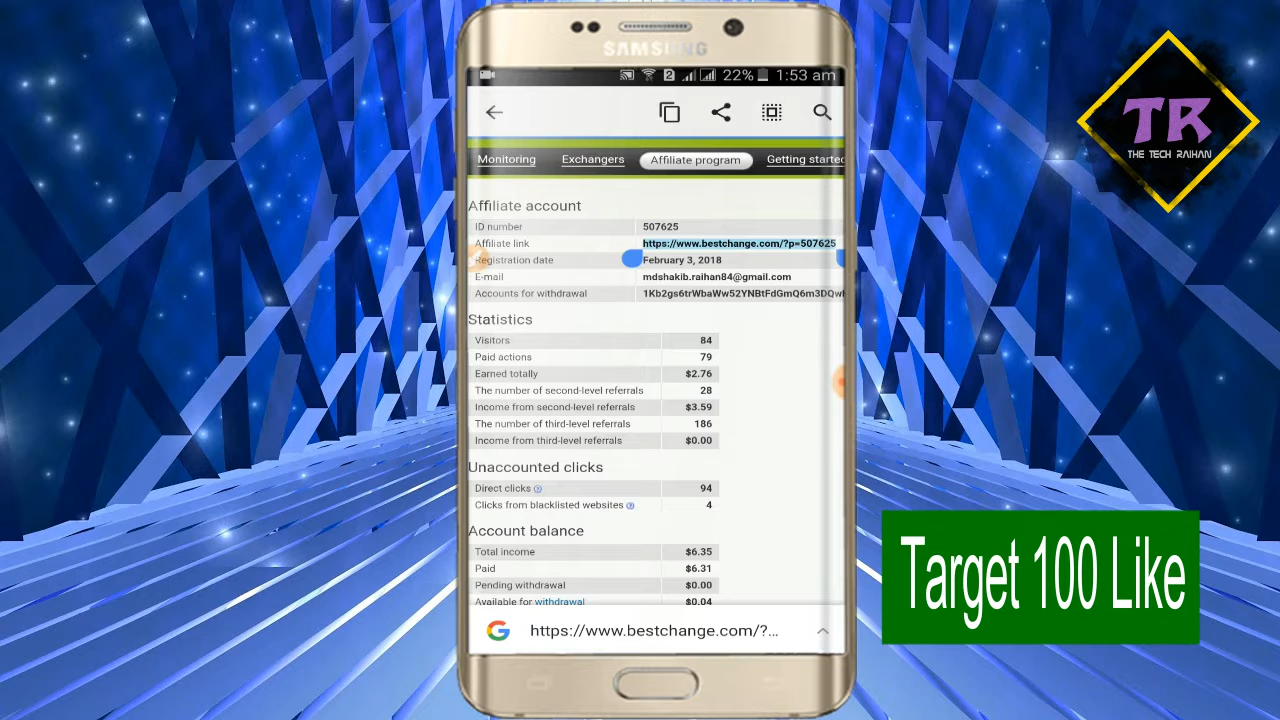 SAMSUNG
2 22% 1:53 am
TR
THE TECH RAIHAN
Monitoring Exchangers Affiliate program Getting started
Affiliate account
ID number 507625
Affiliate link https://www.bestchange.com/?p=507625
Registration date February 3, 2018
E-mail mdshakib.raihan84@gmail.com
Accounts for withdrawal
Statistics
Visitors 84
Paid actions 79
Earned totally $2.76
The number of second-level referrals 28
Income from second-level referrals $3.59
The number of third-level referrals 186
Income from third-level referrals $0.00
Unaccounted clicks
Direct clicks 94
Clicks from blacklisted websites 4
Account balance
Total income $6.35
Paid $6.31
Pending withdrawal $0.00
Available for withdrawal $0.04
https://www.bestchange.com/?...
Target 100 Like